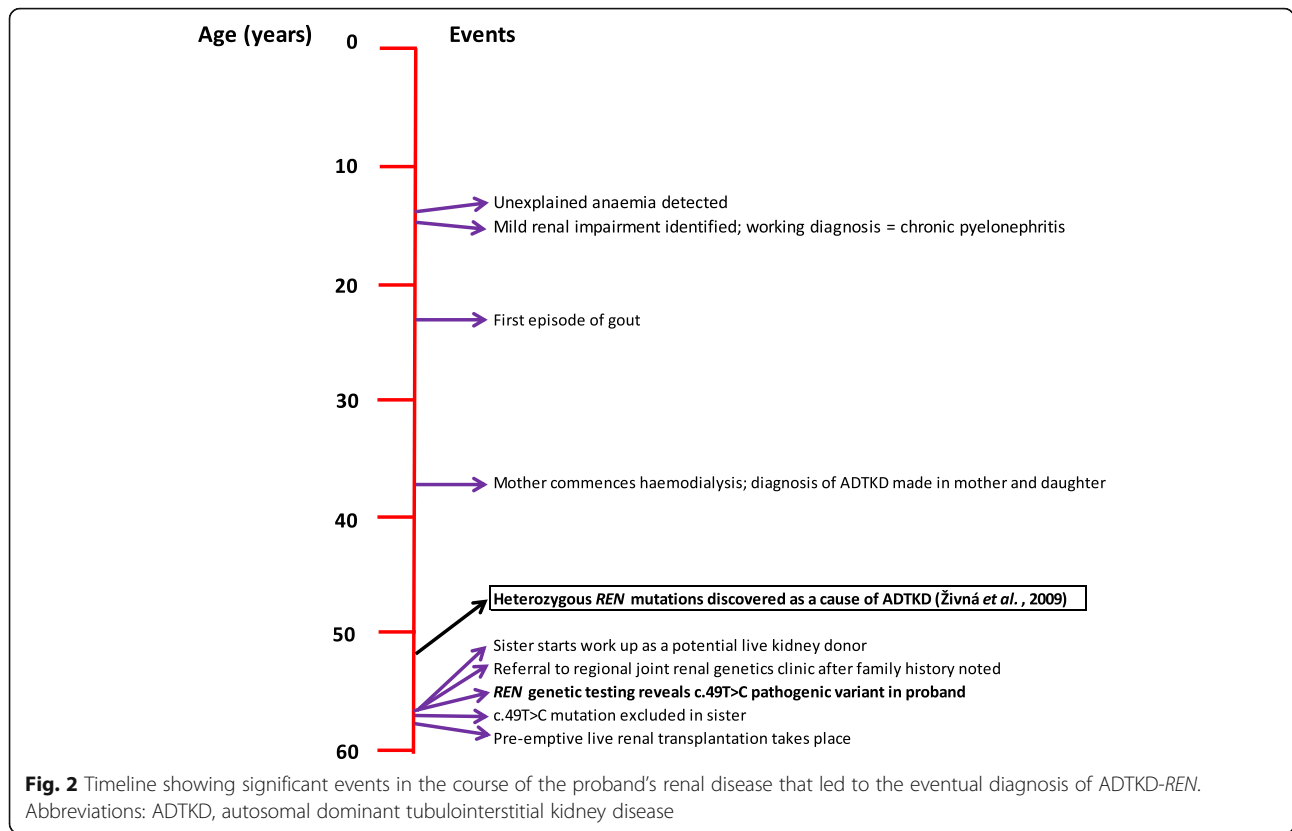 Age (years) Events
0
10
Unexplained anaemia detected
Mild renal impairment identified; working diagnosis = chronic pyelonephritis
20
First episode of gout
30
Mother commences haemodialysis; diagnosis of ADTKD made in mother and daughter
40
Heterozygous REN mutations discovered as a cause of ADTKD (Živná et al. , 2009)
50
Sister starts work up as a potential live kidney donor
Referral to regional joint renal genetics clinic after family history noted
REN genetic testing reveals c.49T>C pathogenic variant in proband
c.49T>C mutation excluded in sister
Pre-emptive live renal transplantation takes place
60
Fig. 2 Timeline showing significant events in the course of the proband's renal disease that led to the eventual diagnosis of ADTKD-REN.
Abbreviations: ADTKD, autosomal dominant tubulointerstitial kidney disease